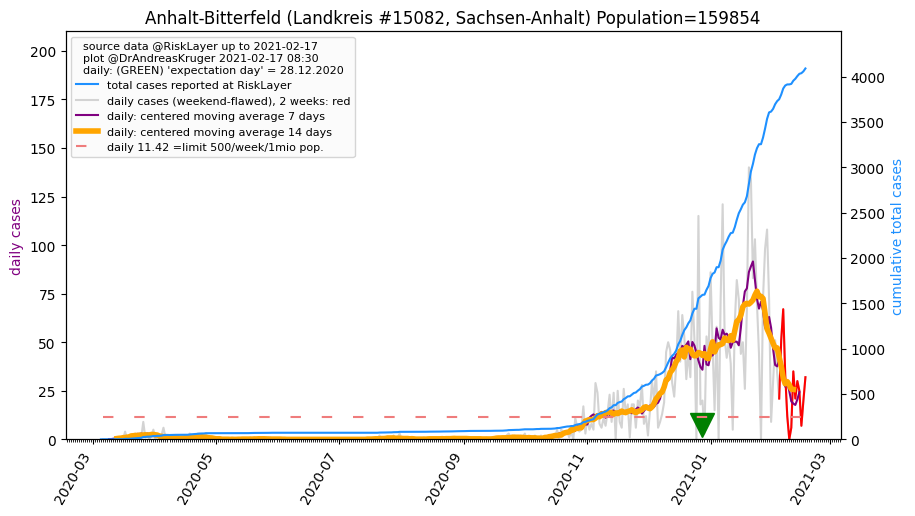 Anhalt-Bitterfeld (Landkreis #15082, Sachsen-Anhalt) Population=159854
source data @RiskLayer up to 2021-02-17
plot @DrAndreasKruger 2021-02-17 08:30
daily: (GREEN) 'expectation day' = 28.12.2020
total cases reported at RiskLayer
daily cases (weekend-flawed), 2 weeks: red
daily: centered moving average 7 days
daily: centered moving average 14 days
daily 11.42 =limit 500/week/1mio pop.
daily cases
200
175
150
125
100
75
50
25
0
cumulative total cases
4000
3500
3000
2500
2000
1500
1000
500
0
2020-03
2020-05
2020-07
2020-09
2020-11
2021-01
2021-03